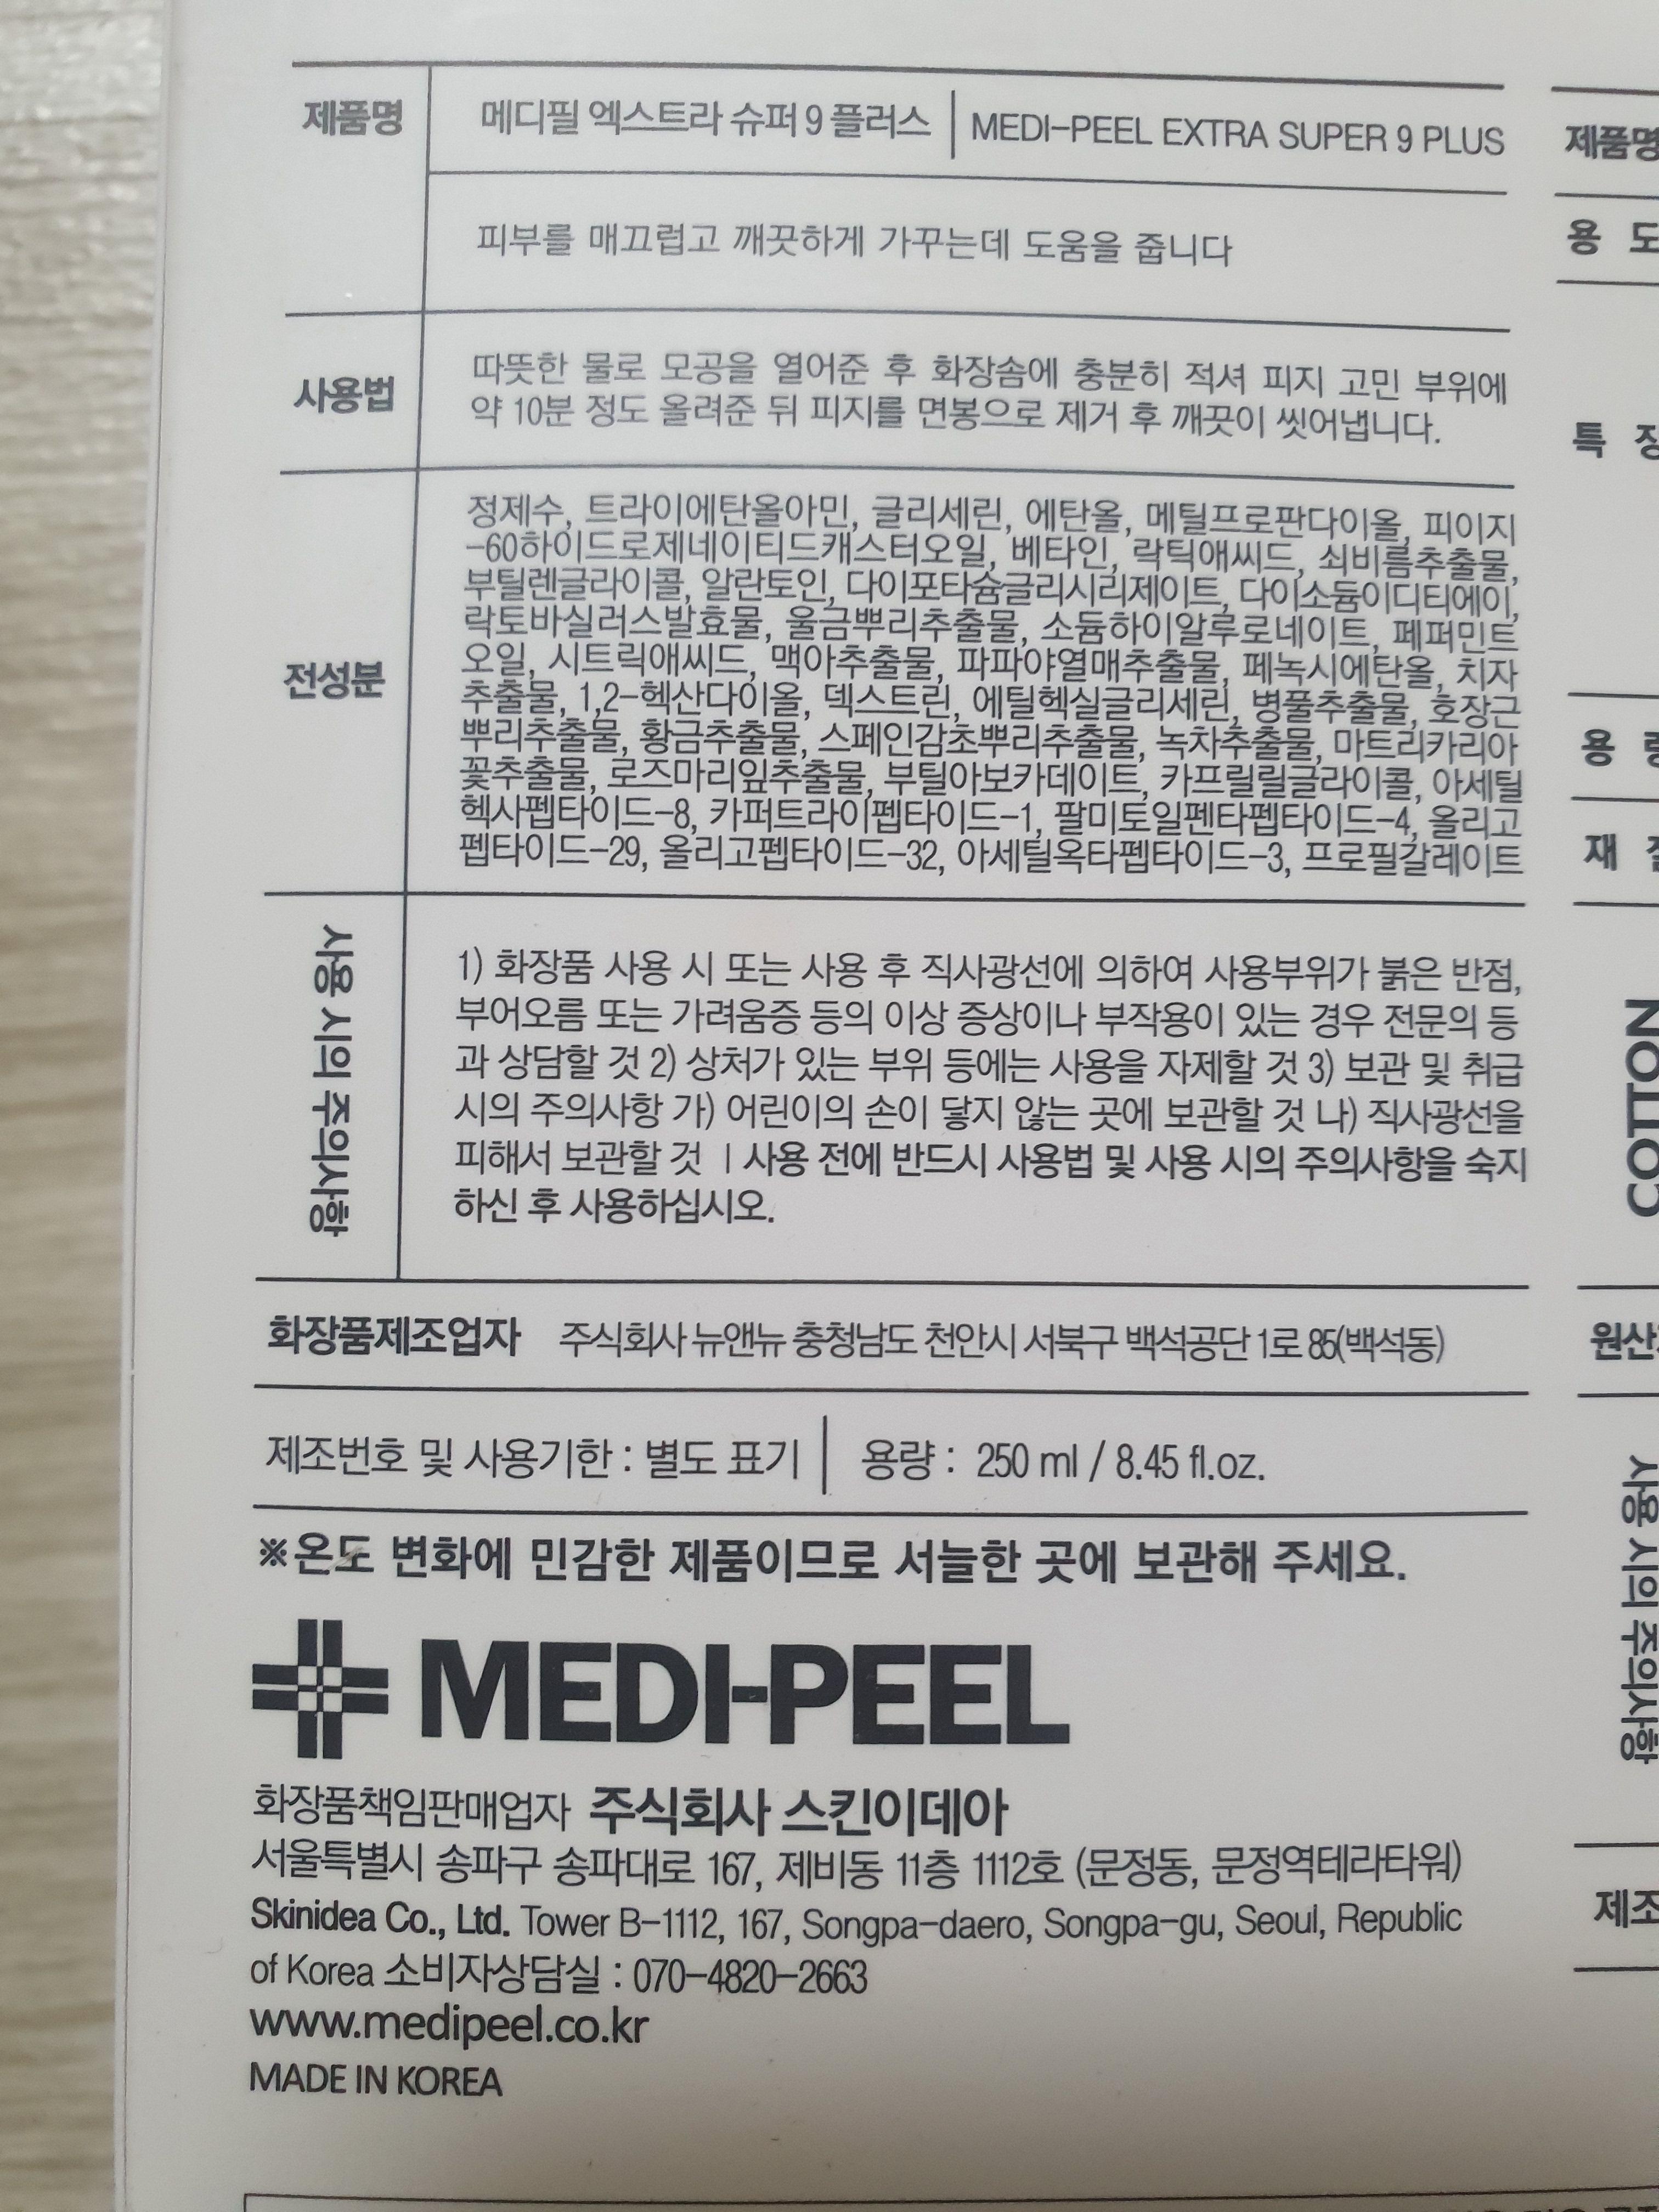 제품명
메디필 엑스트라 슈퍼 9 플러스 | MEDI-PEEL EXTRA SUPER 9 PLUS
피부를 매끄럽고 깨끗하게 가꾸는데 도움을 줍니다
사용법
따뜻한 물로 모공을 열어준 후 화장솜에 충분히 적셔 피지 고민 부위에
약 10분 정도 올려준 뒤 피지를 면봉으로 제거 후 깨끗이 씻어냅니다.
전성분
정제수, 트라이에탄올아민, 글리세린, 에탄올, 메틸프로판다이올, 피이지
-60하이드로제네이티드캐스터오일, 베타인, 락틱애씨드, 쇠비름추출물,
부틸렌글라이콜, 알란토인, 다이포타슘글리시리제이트, 다이소듐이디티에이,
락토바실러스발효물, 울금뿌리추출물, 소듐하이알루로네이트, 페퍼민트
오일, 시트릭애씨드, 맥아추출물, 파파야열매추출물, 페녹시에탄올, 치자
추출물, 1,2-헥산다이올, 덱스트린, 에틸헥실글리세린, 병풀추출물, 호장근
뿌리추출물, 황금추출물, 스페인감초뿌리추출물, 녹차추출물, 마트리카리아
꽃추출물, 로즈마리잎추출물, 부틸아보카데이트, 카프릴릴글라이콜, 아세틸
헥사펩타이드-8, 카퍼트라이펩타이드-1, 팔미토일펜타펩타이드-4, 올리고
펩타이드-29, 올리고펩타이드-32, 아세틸옥타펩타이드-3, 프로필갈레이트
사용 시의 주의사항
1) 화장품 사용 시 또는 사용 후 직사광선에 의하여 사용부위가 붉은 반점,
부어오름 또는 가려움증 등의 이상 증상이나 부작용이 있는 경우 전문의 등
과 상담할 것 2) 상처가 있는 부위 등에는 사용을 자제할 것 3) 보관 및 취급
시의 주의사항 가) 어린이의 손이 닿지 않는 곳에 보관할 것 나) 직사광선을
피해서 보관할 것 | 사용 전에 반드시 사용법 및 사용 시의 주의사항을 숙지
하신 후 사용하십시오.
화장품제조업자 주식회사 뉴앤뉴 충청남도 천안시 서북구 백석공단 1로 85(백석동)
제조번호 및 사용기한 : 별도 표기 | 용량 : 250 ml / 8.45 fl.oz.
※온도 변화에 민감한 제품이므로 서늘한 곳에 보관해 주세요.
MEDI-PEEL
화장품책임판매업자 주식회사 스킨이데아
서울특별시 송파구 송파대로 167, 제비동 11층 1112호 (문정동, 문정역테라타워)
Skinidea Co., Ltd. Tower B-1112, 167, Songpa-daero, Songpa-gu, Seoul, Republic
of Korea 소비자상담실 : 070-4820-2663
www.medipeel.co.kr
MADE IN KOREA
제품명
용
특
용
재
COTTON
원산
사용 시의 주의사항
제조